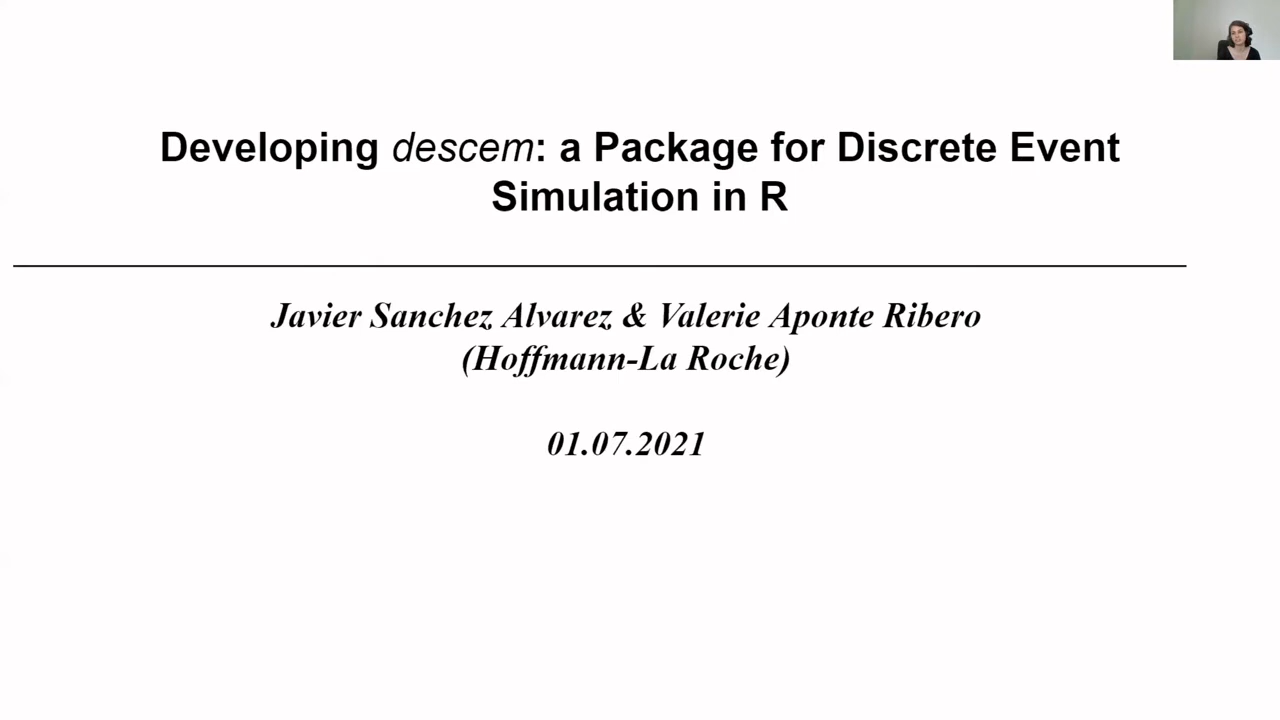 Developing descem: a Package for Discrete Event
Simulation in R
Javier Sanchez Alvarez & Valerie Aponte Ribero
(Hoffmann-La Roche)
01.07.2021